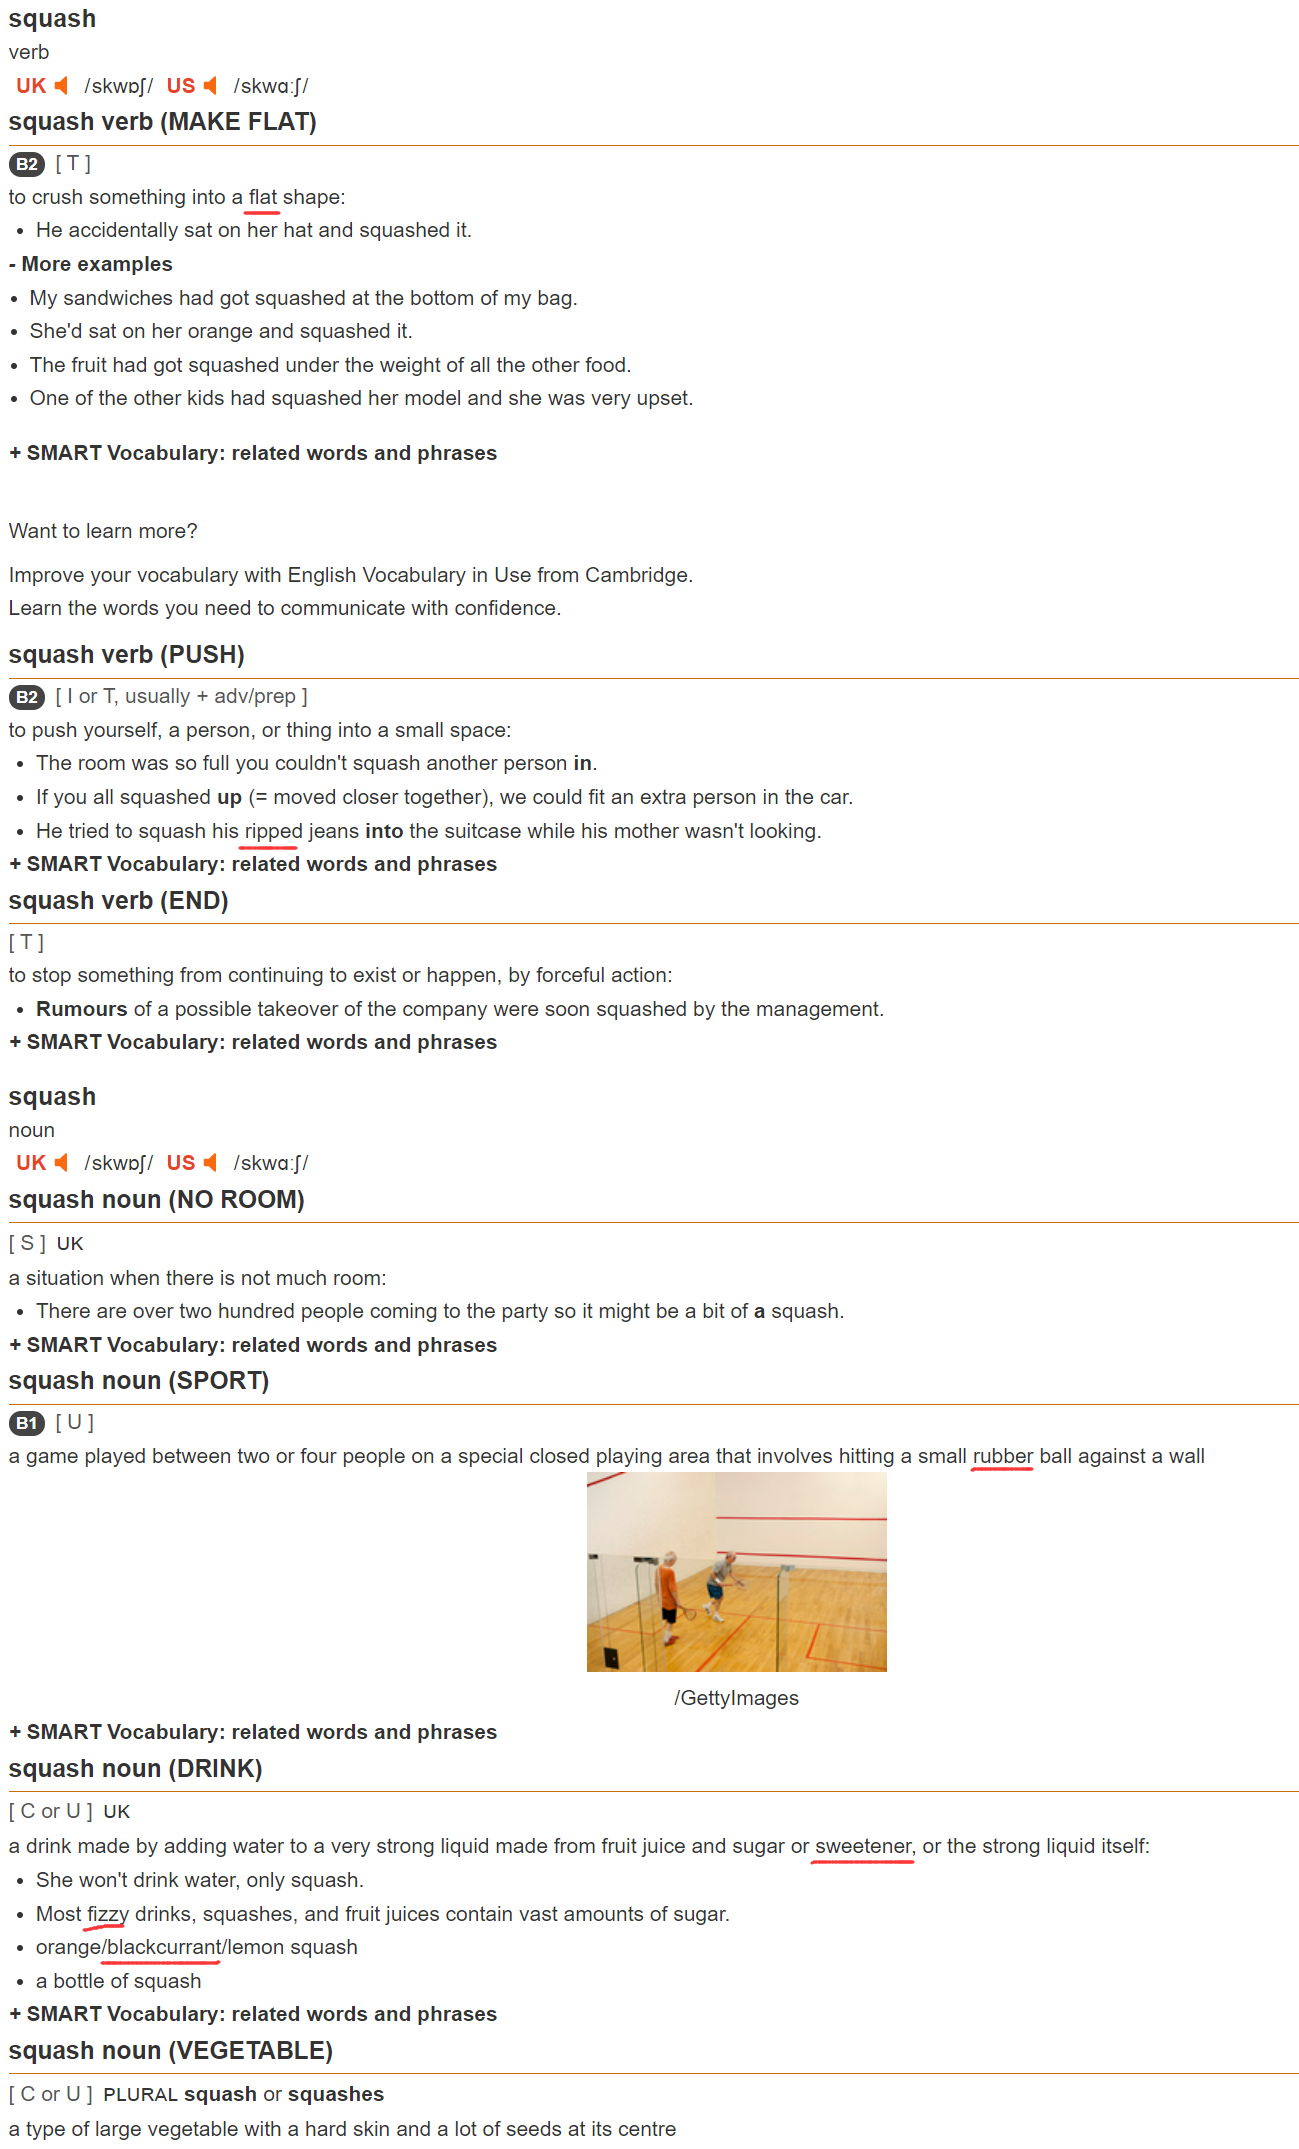 squash
verb
UK /skwɒʃ/ US /skwɑːʃ/
squash verb (MAKE FLAT)
B2 [ T ]
to crush something into a flat shape:
• He accidentally sat on her hat and squashed it.
- More examples
• My sandwiches had got squashed at the bottom of my bag.
• She'd sat on her orange and squashed it.
• The fruit had got squashed under the weight of all the other food.
• One of the other kids had squashed her model and she was very upset.
+ SMART Vocabulary: related words and phrases
Want to learn more?
Improve your vocabulary with English Vocabulary in Use from Cambridge.
Learn the words you need to communicate with confidence.
squash verb (PUSH)
B2 [ I or T, usually + adv/prep ]
to push yourself, a person, or thing into a small space:
• The room was so full you couldn't squash another person in.
• If you all squashed up (= moved closer together), we could fit an extra person in the car.
• He tried to squash his ripped jeans into the suitcase while his mother wasn't looking.
+ SMART Vocabulary: related words and phrases
squash verb (END)
[ T ]
to stop something from continuing to exist or happen, by forceful action:
• Rumours of a possible takeover of the company were soon squashed by the management.
+ SMART Vocabulary: related words and phrases
squash
noun
UK /skwɒʃ/ US /skwɑːʃ/
squash noun (NO ROOM)
[ S ] UK
a situation when there is not much room:
• There are over two hundred people coming to the party so it might be a bit of a squash.
+ SMART Vocabulary: related words and phrases
squash noun (SPORT)
B1 [ U ]
a game played between two or four people on a special closed playing area that involves hitting a small rubber ball against a wall
/GettyImages
+ SMART Vocabulary: related words and phrases
squash noun (DRINK)
[ C or U ] UK
a drink made by adding water to a very strong liquid made from fruit juice and sugar or sweetener, or the strong liquid itself:
• She won't drink water, only squash.
• Most fizzy drinks, squashes, and fruit juices contain vast amounts of sugar.
• orange/blackcurrant/lemon squash
• a bottle of squash
+ SMART Vocabulary: related words and phrases
squash noun (VEGETABLE)
[ C or U ] PLURAL squash or squashes
a type of large vegetable with a hard skin and a lot of seeds at its centre